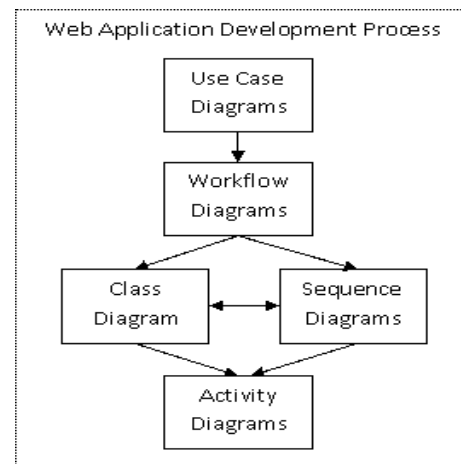 Web Application Development Process
Use Case
Diagrams
Workflow
Diagrams
Class
Diagram
Sequence
Diagrams
Activity
Diagrams